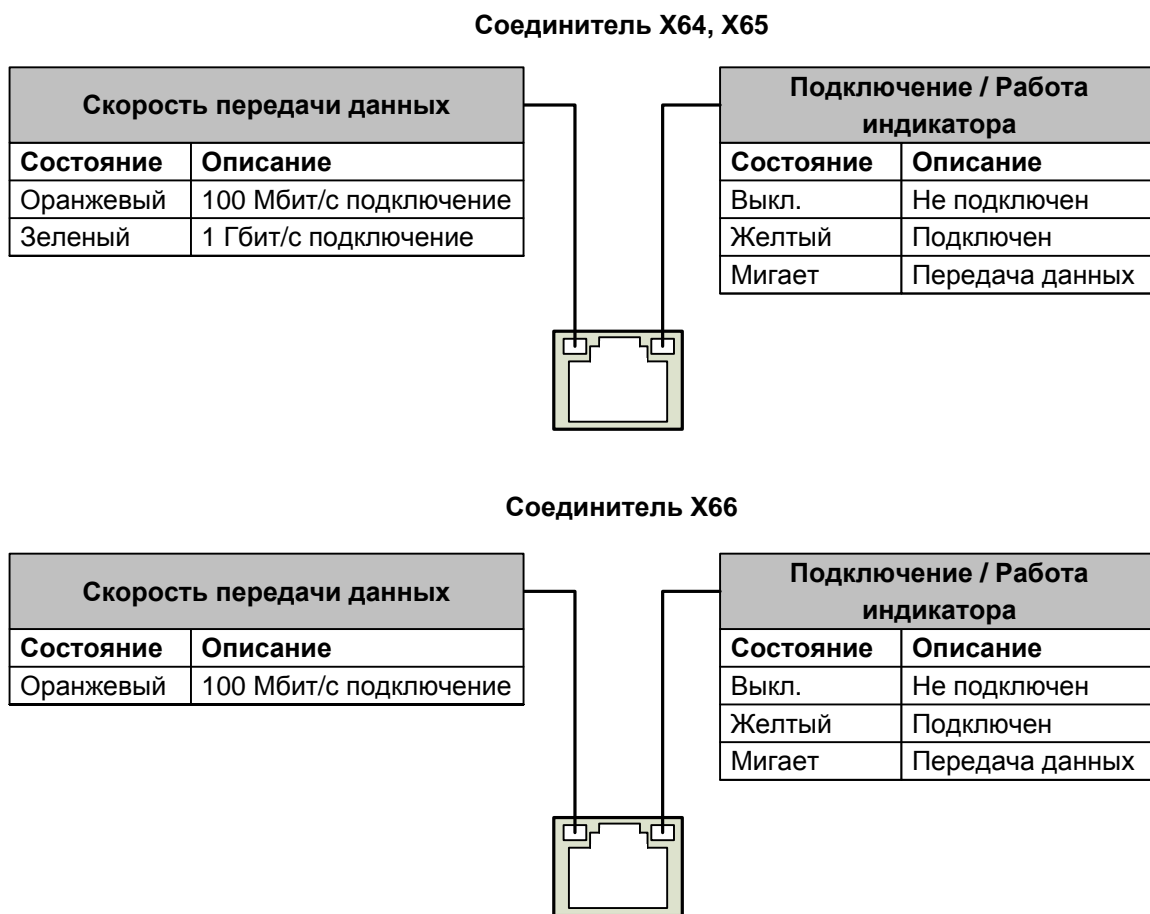 Соединитель X64, X65
Скорость передачи данных
Состояние Описание
Оранжевый 100 Мбит/с подключение
Зеленый 1 Гбит/с подключение
Подключение / Работа
индикатора
Состояние Описание
Выкл. Не подключен
Желтый Подключен
Мигает Передача данных
Соединитель X66
Скорость передачи данных
Состояние Описание
Оранжевый 100 Мбит/с подключение
Подключение / Работа
индикатора
Состояние Описание
Выкл. Не подключен
Желтый Подключен
Мигает Передача данных